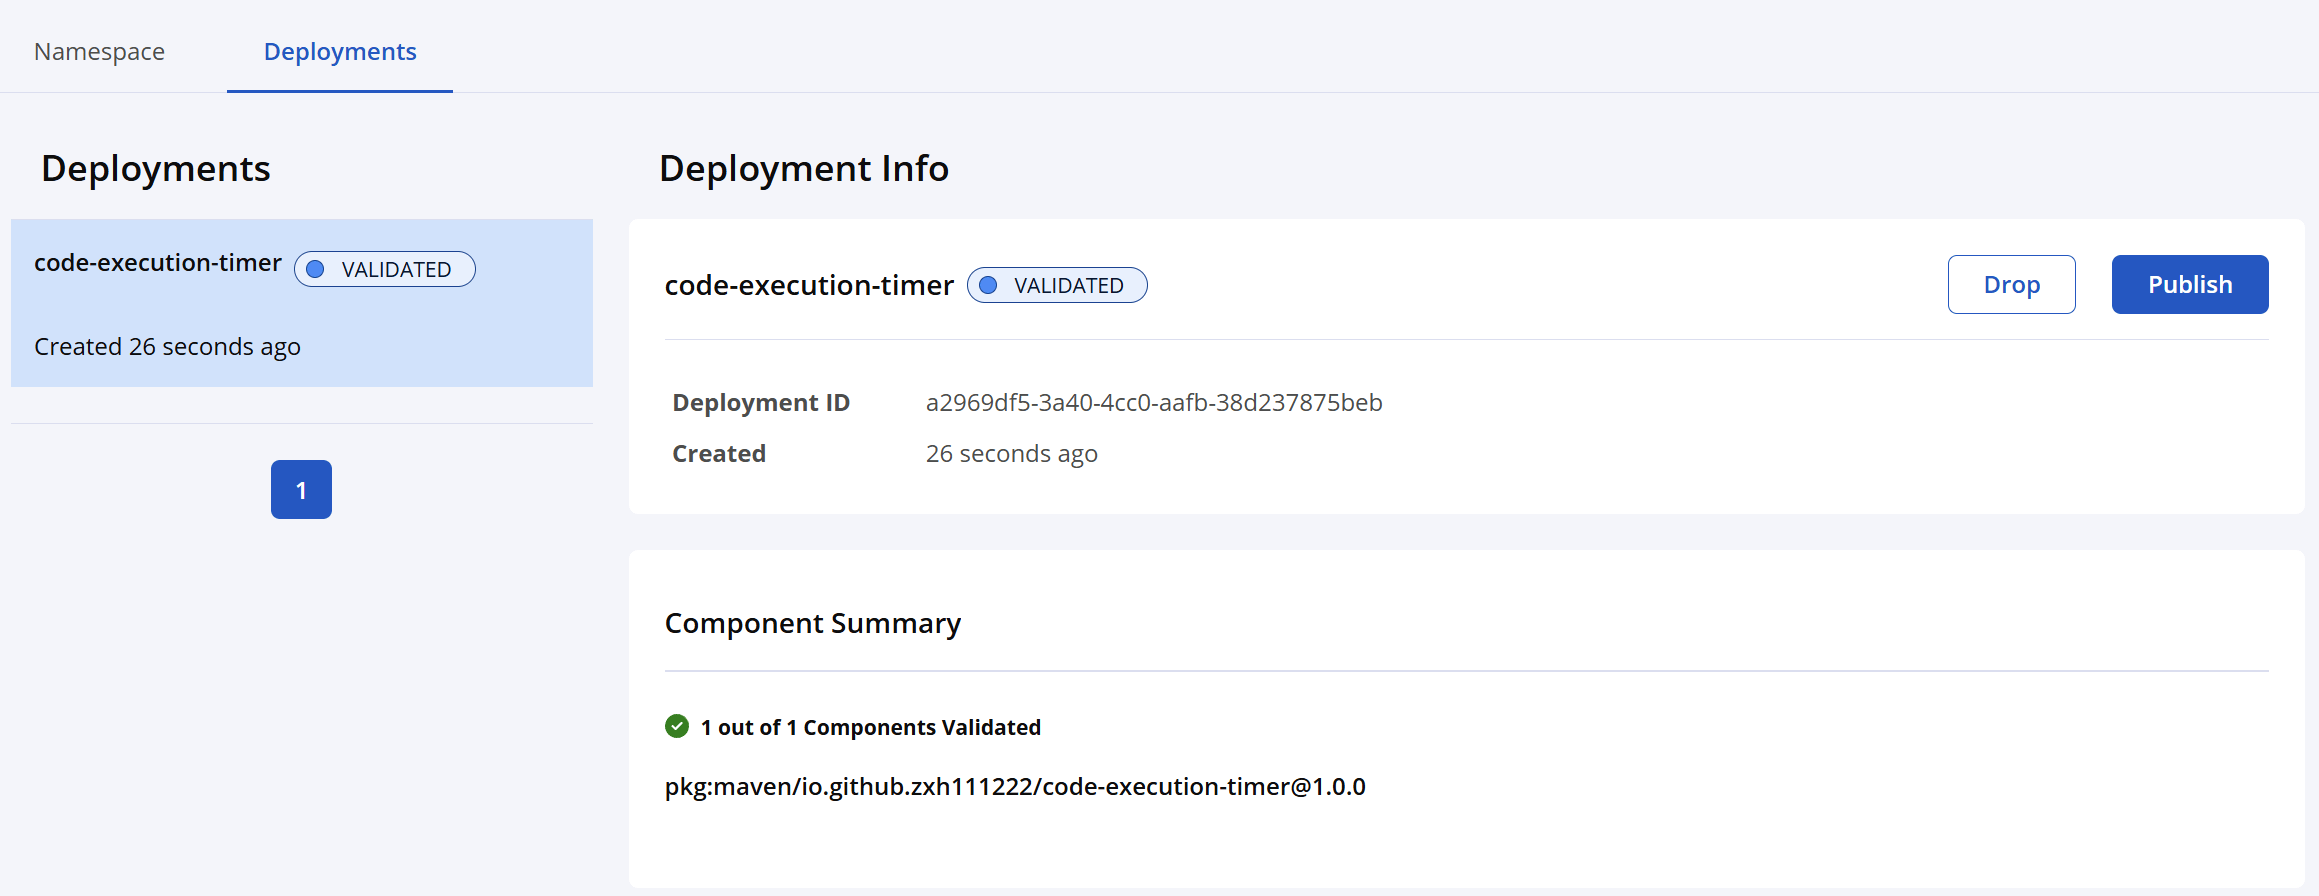 Namespace
Deployments
Deployments
code-execution-timer
VALIDATED
Created 26 seconds ago
1
Deployment Info
code-execution-timer
VALIDATED
Drop
Publish
Deployment ID
a2969df5-3a40-4cc0-aafb-38d237875beb
Created
26 seconds ago
Component Summary
1 out of 1 Components Validated
pkg:maven/io.github.zxh111222/code-execution-timer@1.0.0